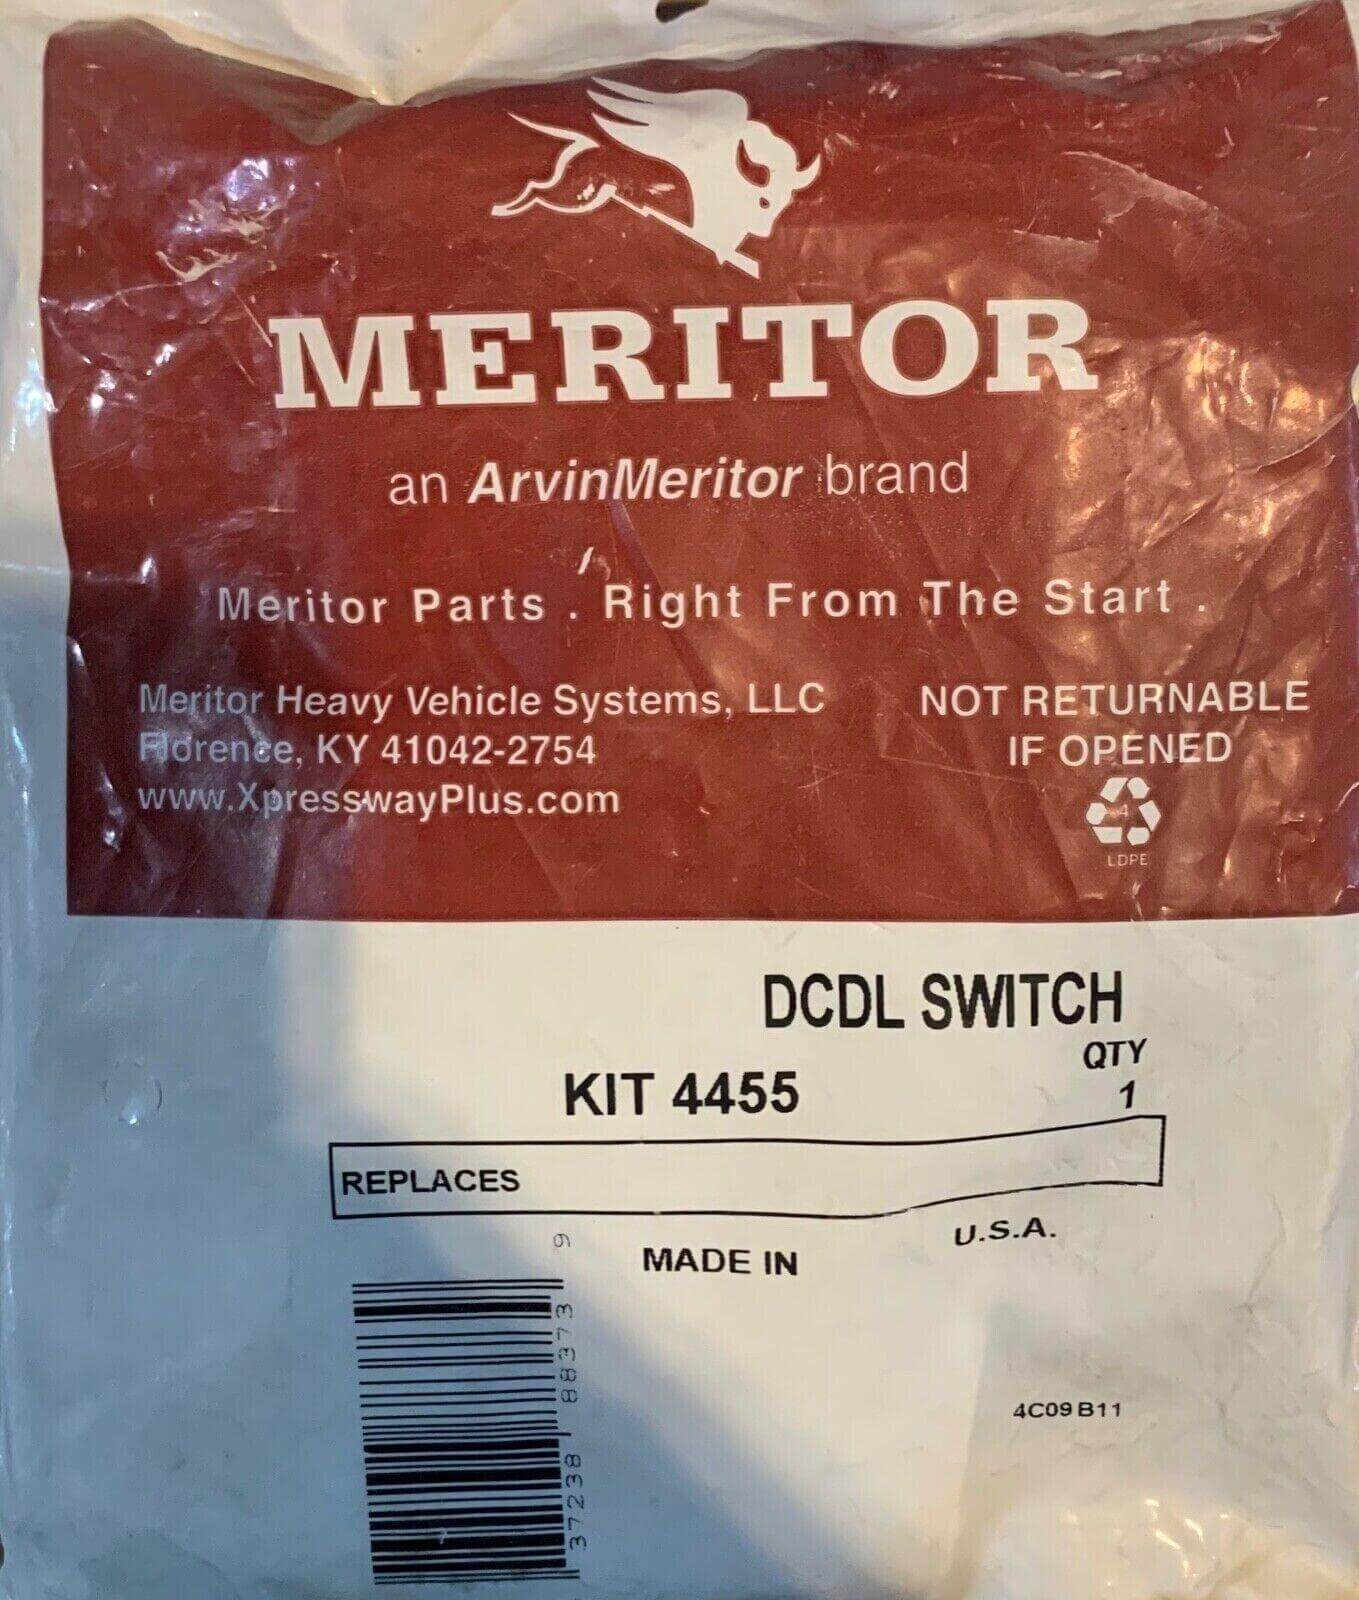 MERITOR
an ArvinMeritor brand
Meritor Parts . Right From The Start .
Meritor Heavy Vehicle Systems, LLC
Florence, KY 41042-2754
www.XpresswayPlus.com
NOT RETURNABLE
IF OPENED
4
LDPE
DCDL SWITCH
KIT 4455
QTY
1
REPLACES
MADE IN
U.S.A.
4C09 B11
37238 88373 9